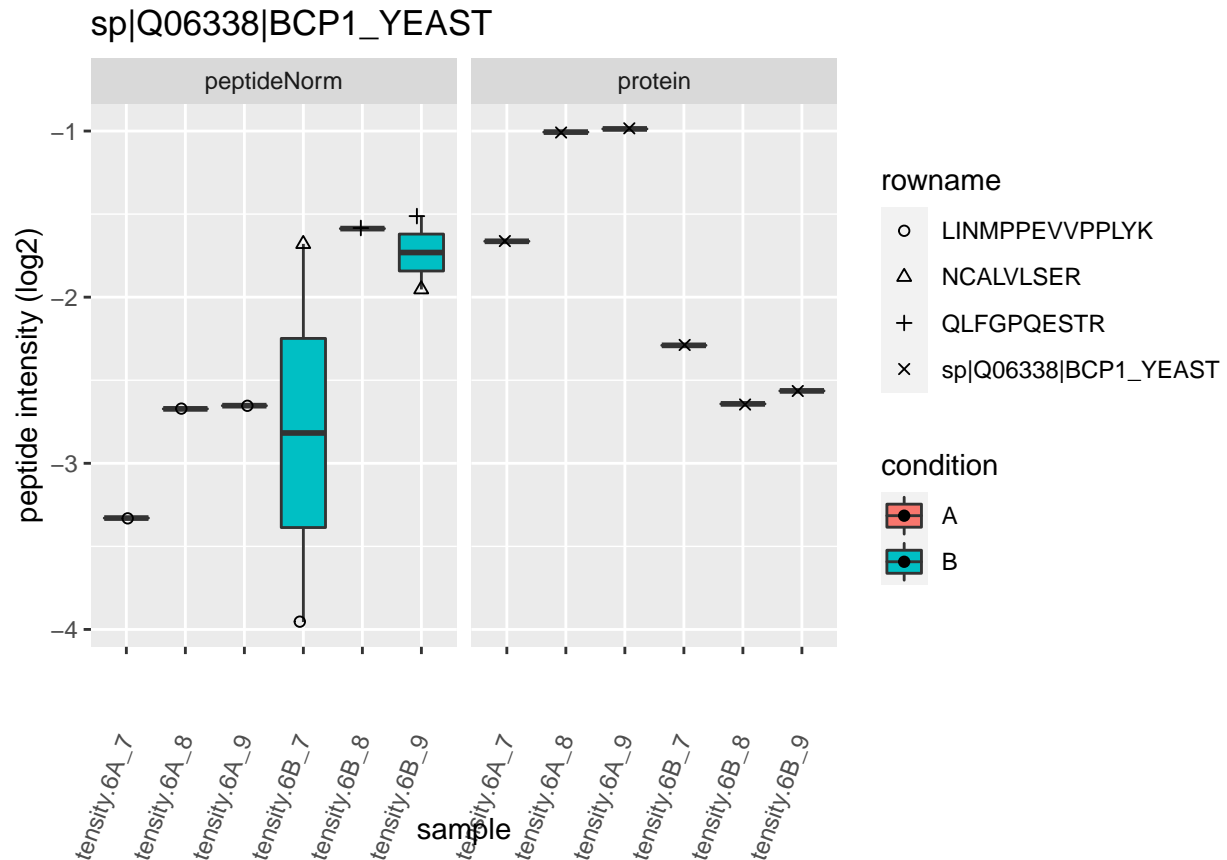 sp|Q06338|BCP1_YEAST
peptideNorm
protein
peptide intensity (log2)
−1
−2
−3
−4
tensity.6A_7
tensity.6A_8
tensity.6A_9
tensity.6B_7
tensity.6B_8
tensity.6B_9
tensity.6A_7
tensity.6A_8
tensity.6A_9
tensity.6B_7
tensity.6B_8
tensity.6B_9
sample
rowname
LINMPPEVVPPLYK
NCALVLSER
QLFGPQESTR
sp|Q06338|BCP1_YEAST
condition
A
B